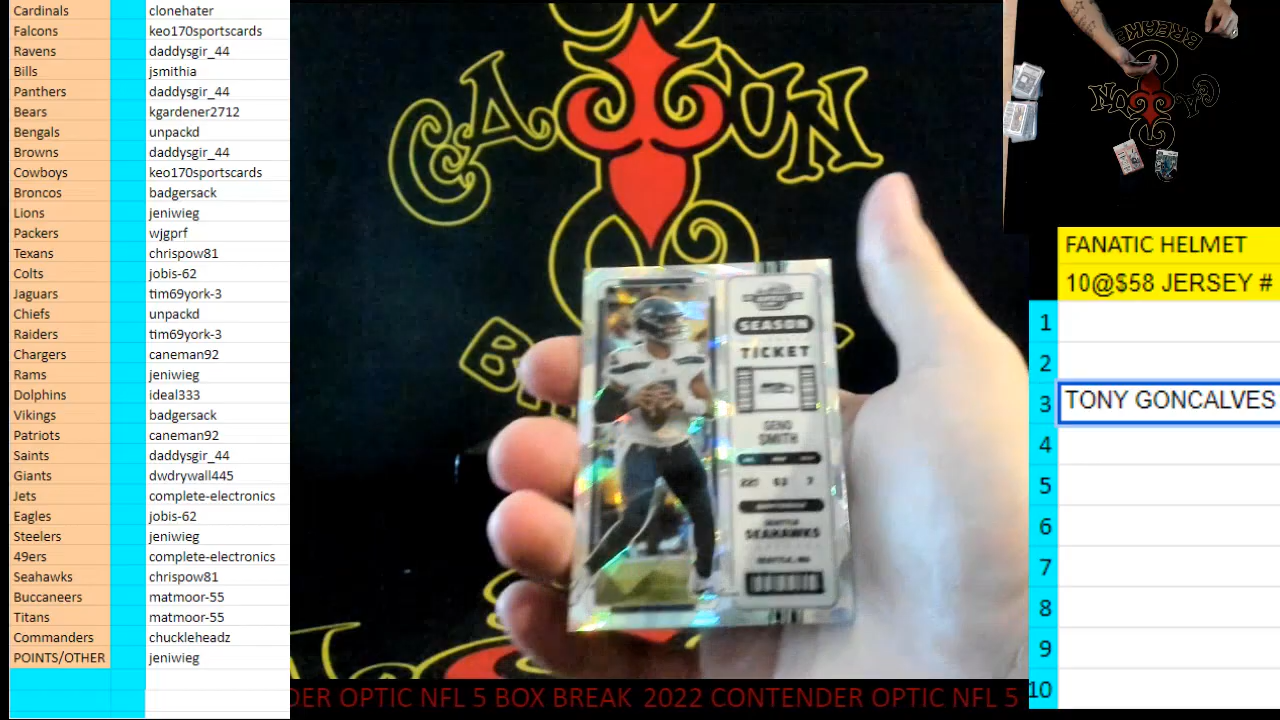 Cardinals clonehater
Falcons keo170sportscards
Ravens daddysgir_44
Bills jsmithia
Panthers daddysgir_44
Bears kgardener2712
Bengals unpackd
Browns daddysgir_44
Cowboys keo170sportscards
Broncos badgersack
Lions jeniwieg
Packers wjgprf
Texans chrispow81
Colts jobis-62
Jaguars tim69york-3
Chiefs unpackd
Raiders tim69york-3
Chargers caneman92
Rams jeniwieg
Dolphins ideal333
Vikings badgersack
Patriots caneman92
Saints daddysgir_44
Giants dwdrywall445
Jets complete-electronics
Eagles jobis-62
Steelers jeniwieg
49ers complete-electronics
Seahawks chrispow81
Buccaneers matmoor-55
Titans matmoor-55
Commanders chuckleheadz
POINTS/OTHER jeniwieg
SEASON
TICKET
GENO
SMITH
SEATTLE
SEAHAWKS
FANATIC HELMET
10@$58 JERSEY #
1
2
3 TONY GONCALVES
4
5
6
7
8
9
10
DER OPTIC NFL 5 BOX BREAK 2022 CONTENDER OPTIC NFL 5